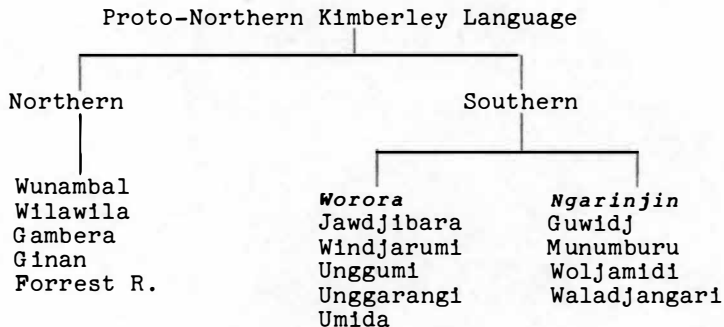 Proto-Northern Kimberley Language
Northern
Southern
Wunambal
Wilawila
Gambera
Ginan
Forrest R.
Worora
Jawdjibara
Windjarumi
Unggumi
Unggarangi
Umida
Ngarinjin
Guwidj
Munumburu
Woljamidi
Waladjangari